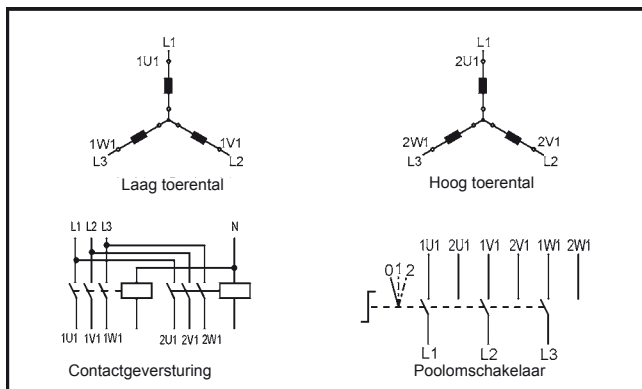 L1
1U1
1W1
1V1
L3
L2
Laag toerental
L1
2U1
2W1
2V1
L3
L2
Hoog toerental
L1 L2 L3 N
1U1 1V1 1W1 2U1 2V1 2W1
Contactgeversturing
1U1 2U1 1V1 2V1 1W1 2W1
0 1 2
L1 L2 L3
Poolomschakelaar